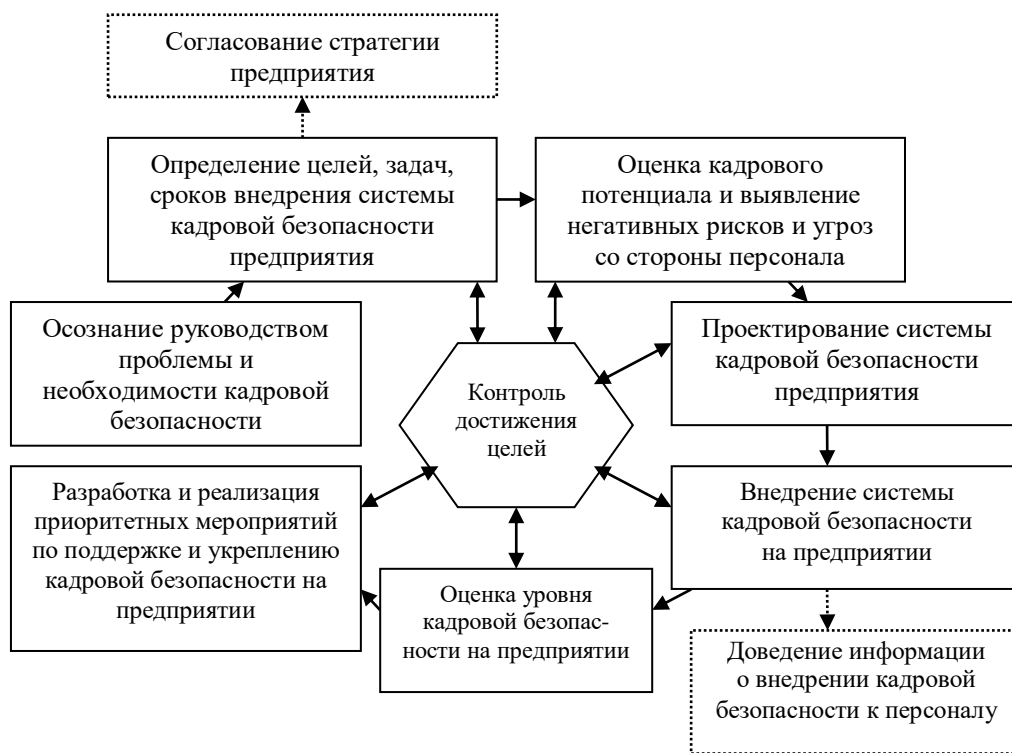 Согласование стратегии
предприятия
Определение целей, задач,
сроков внедрения системы
кадровой безопасности
предприятия
Оценка кадрового
потенциала и выявление
негативных рисков и угроз
со стороны персонала
Осознание руководством
проблемы и
необходимости кадровой
безопасности
Контроль
достижения
целей
Проектирование системы
кадровой безопасности
предприятия
Разработка и реализация
приоритетных мероприятий
по поддержке и укреплению
кадровой безопасности на
предприятии
Внедрение системы
кадровой безопасности
на предприятии
Оценка уровня
кадровой безопас-
ности на предприятии
Доведение информации
о внедрении кадровой
безопасности к персоналу